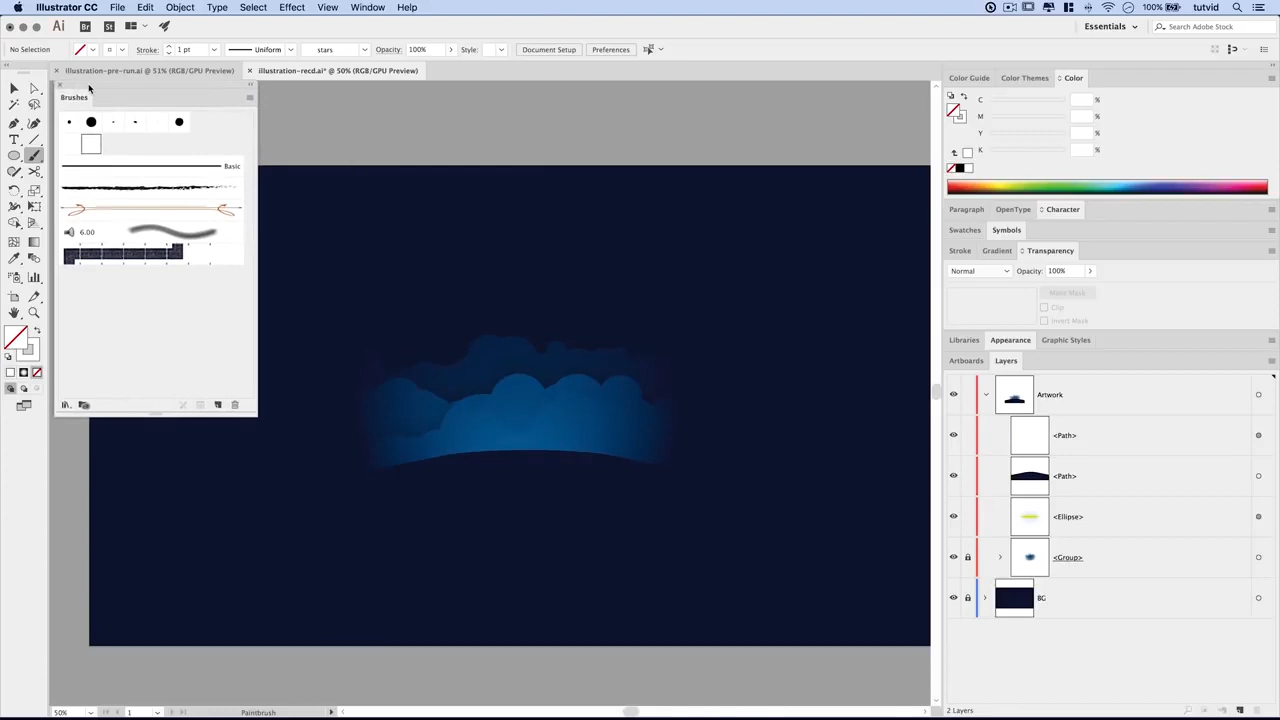 Illustrator CC File Edit Object Type Select Effect View Window Help 100% tutvid
Ai Br St Essentials Search Adobe Stock
No Selection Stroke: 1 pt Uniform stars Opacity: 100% Style: Document Setup Preferences
illustration-pre-run.ai @ 51% (RGB/GPU Preview) illustration-recd.ai* @ 50% (RGB/GPU Preview)
Brushes
Basic
6.00
Color Guide Color Themes Color
C %
M %
Y %
K %
Paragraph OpenType Character
Swatches Symbols
Stroke Gradient Transparency
Normal Opacity: 100%
Make Mask
Clip
Invert Mask
Libraries Appearance Graphic Styles
Artboards Layers
Artwork
<Path>
<Path>
<Ellipse>
<Group>
BG
50% 1 Paintbrush
2 Layers